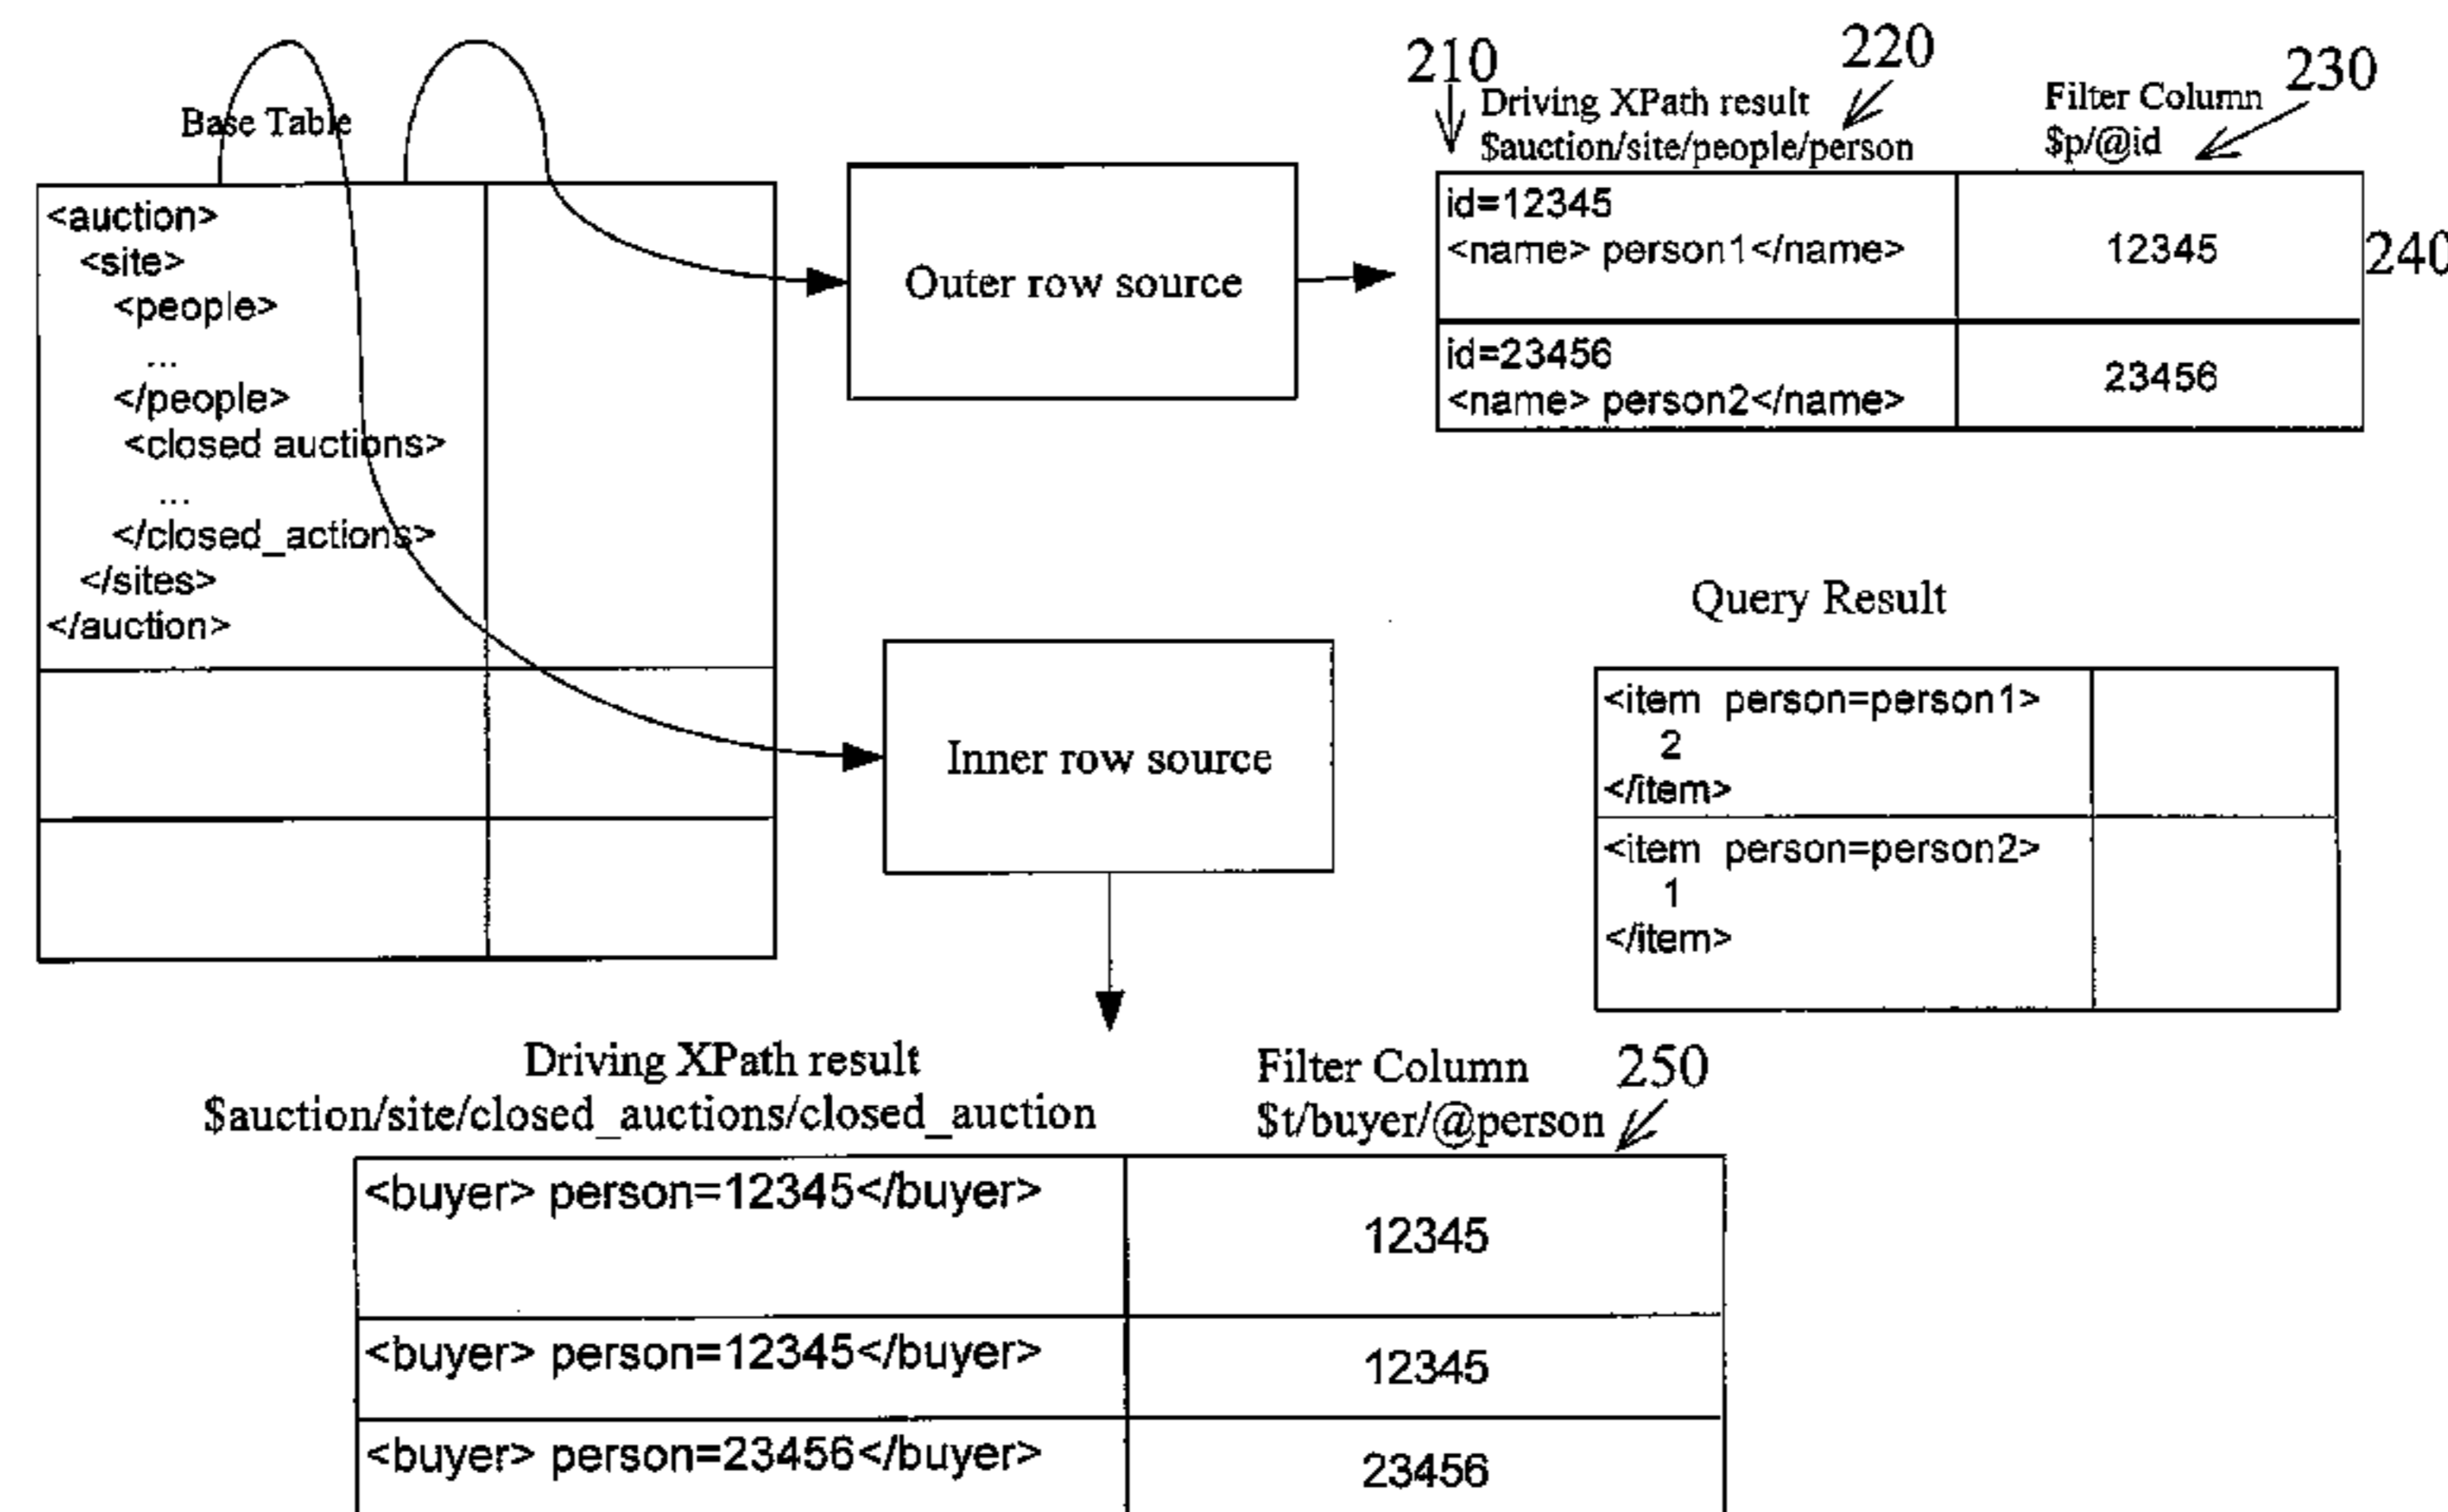 Base Table
<auction>
<site>
<people>
...
</people>
<closed auctions>
...
</closed_actions>
</sites>
</auction>
Outer row source
210
220
230
Driving XPath result
$auction/site/people/person
Filter Column
$p/@id
id=12345
<name> person1</name>
12345
240
id=23456
<name> person2</name>
23456
Inner row source
Query Result
<item person=person1>
2
</item>
<item person=person2>
1
</item>
Driving XPath result
$auction/site/closed_auctions/closed_auction
Filter Column
$t/buyer/@person
250
<buyer> person=12345</buyer>
12345
<buyer> person=12345</buyer>
12345
<buyer> person=23456</buyer>
23456